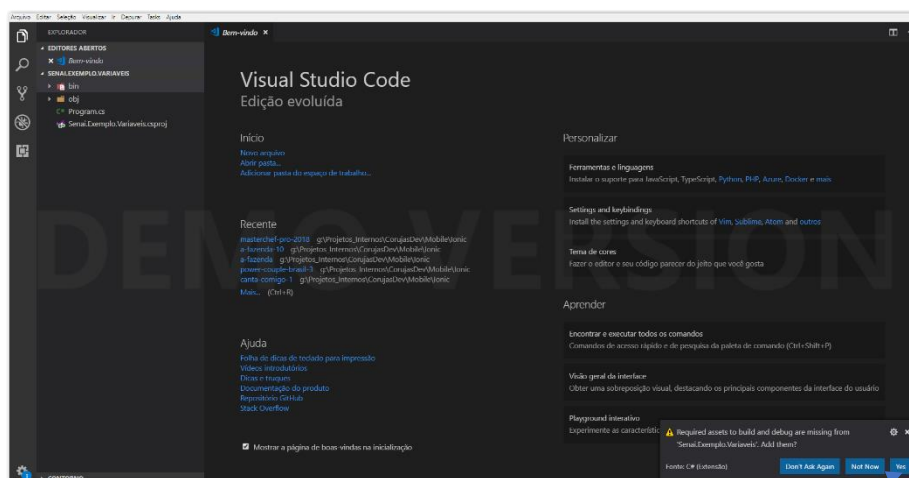 Arquivo Editar Seleção Visualizar Ir Depurar Tasks Ajuda
EXPLORADOR
EDITORES ABERTOS
Bem-vindo
SENAI.EXEMPLO.VARIAVEIS
bin
obj
Program.cs
Senai.Exemplo.Variaveis.csproj
CONTORNO
Bem-vindo
Visual Studio Code
Edição evoluída
Início
Novo arquivo
Abrir pasta...
Adicionar pasta do espaço de trabalho...
Recente
masterchef-pro-2018 g:\Projetos_Internos\CorujasDev\Mobile\Ionic
a-fazenda-10 g:\Projetos_Internos\CorujasDev\Mobile\Ionic
a-fazenda g:\Projetos_Internos\CorujasDev\Mobile\Ionic
power-couple-brasil-3 g:\Projetos_Internos\CorujasDev\Mobile\Ionic
canta-comigo-1 g:\Projetos_Internos\CorujasDev\Mobile\Ionic
Mais... (Ctrl+R)
Ajuda
Folha de dicas de teclado para impressão
Vídeos introdutórios
Dicas e truques
Documentação do produto
Repositório GitHub
Stack Overflow
Mostrar a página de boas-vindas na inicialização
Personalizar
Ferramentas e linguagens
Instalar o suporte para JavaScript, TypeScript, Python, PHP, Azure, Docker e mais
Settings and keybindings
Install the settings and keyboard shortcuts of Vim, Sublime, Atom and outros
Tema de cores
Fazer o editor e seu código parecer do jeito que você gosta
Aprender
Encontrar e executar todos os comandos
Comandos de acesso rápido e de pesquisa da paleta de comando (Ctrl+Shift+P)
Visão geral da interface
Obter uma sobreposição visual, destacando os principais componentes da interface do usuário
Playground interativo
Experimente as característic
Required assets to build and debug are missing from
'Senai.Exemplo.Variaveis'. Add them?
Fonte: C# (Extensão)
Don't Ask Again Not Now Yes
DEMO VERSION